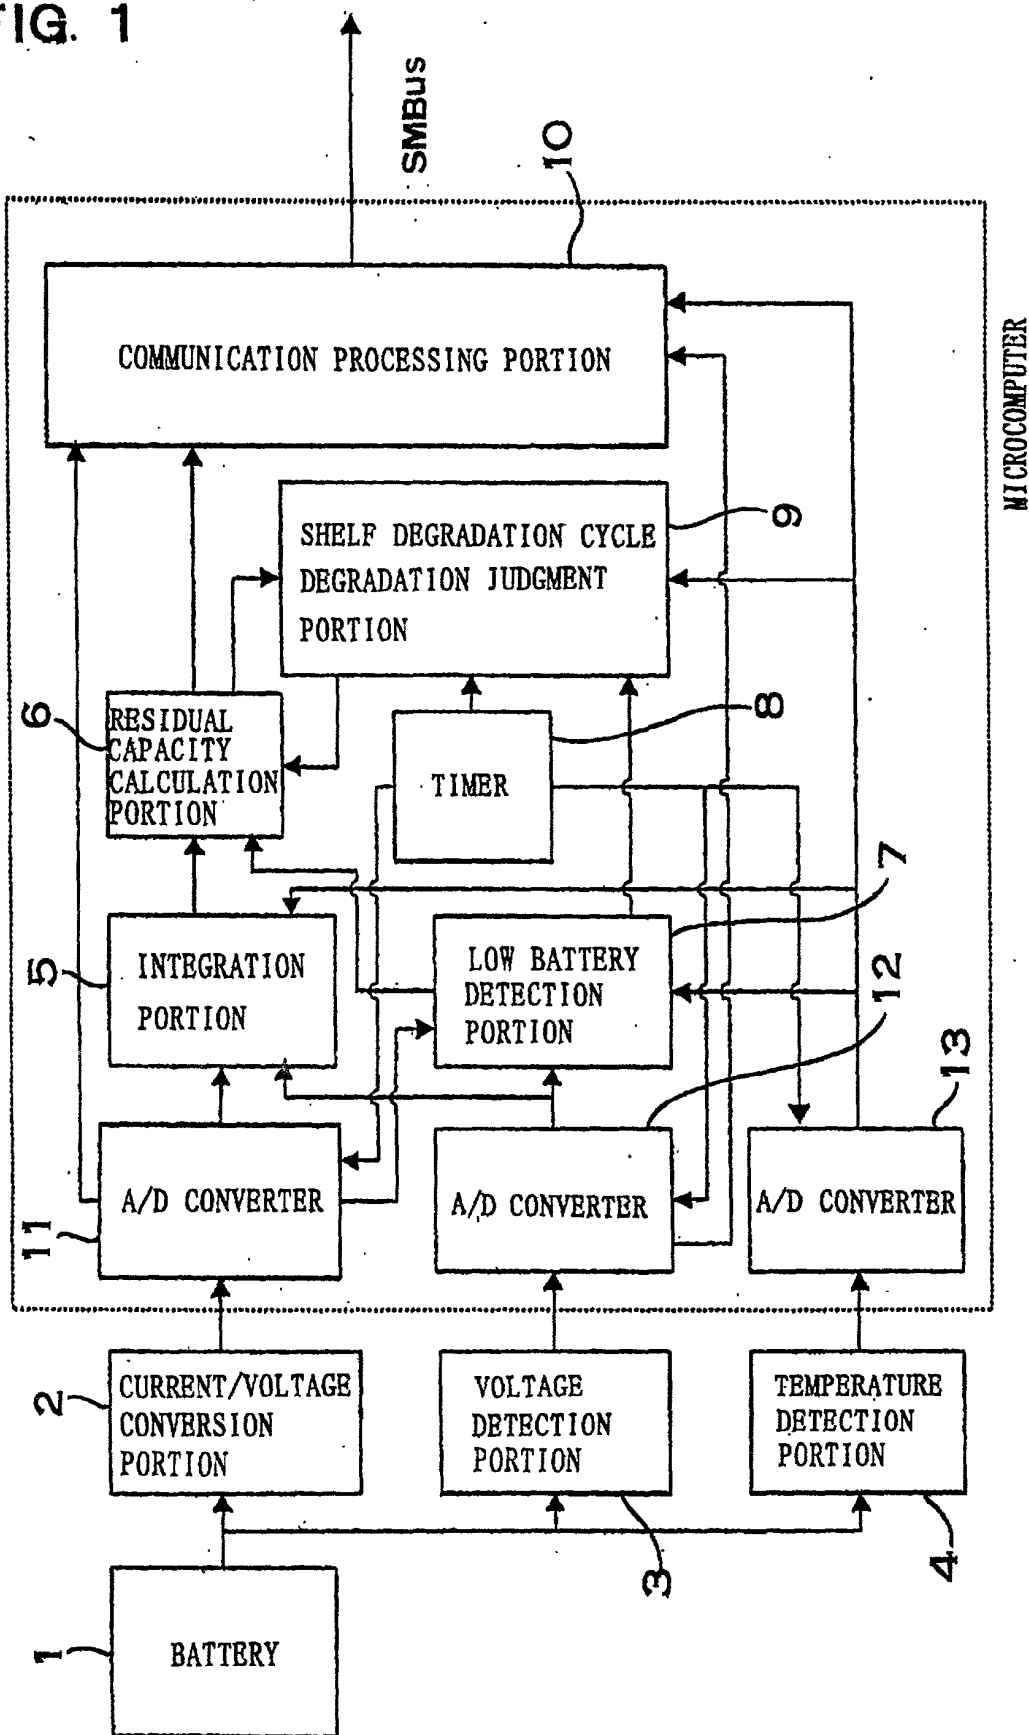 FIG. 1
SMBus
10
COMMUNICATION PROCESSING PORTION
MICROCOMPUTER
9
SHELF DEGRADATION CYCLE
DEGRADATION JUDGMENT
PORTION
6
RESIDUAL
CAPACITY
CALCULATION
PORTION
8
TIMER
7
5
INTEGRATION
PORTION
LOW BATTERY
DETECTION
PORTION
12
13
11
A/D CONVERTER
A/D CONVERTER
A/D CONVERTER
2
CURRENT/VOLTAGE
CONVERSION
PORTION
VOLTAGE
DETECTION
PORTION
TEMPERATURE
DETECTION
PORTION
3
4
1
BATTERY